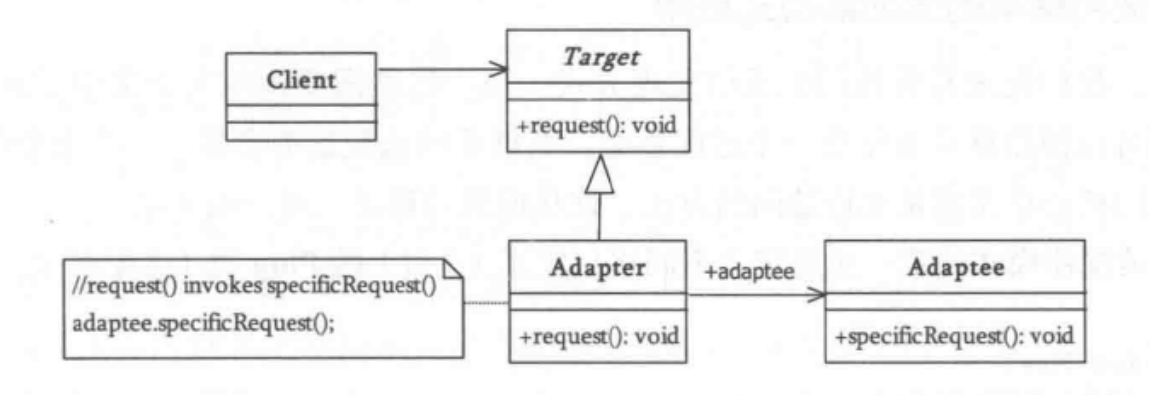 Client
Target
+request(): void
//request() invokes specificRequest()
adaptee.specificRequest();
Adapter
+request(): void
+adaptee
Adaptee
+specificRequest(): void